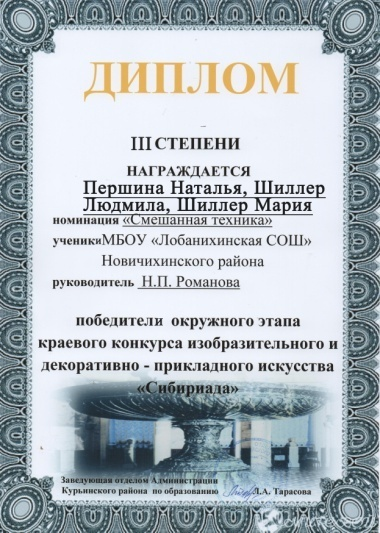 ДИПЛОМ
III СТЕПЕНИ
НАГРАЖДАЕТСЯ
Першина Наталья, Шиллер
Людмила, Шиллер Мария
номинация «Смешанная техника»
ученикиМБОУ «Лобанихинская СОШ»
Новичихинского района
руководитель Н.П. Романова
победители окружного этапа
краевого конкурса изобразительного и
декоративно - прикладного искусства
«Сибириада»
Заведующая отделом Администрации
Курьинского района по образованию Л.А. Тарасова